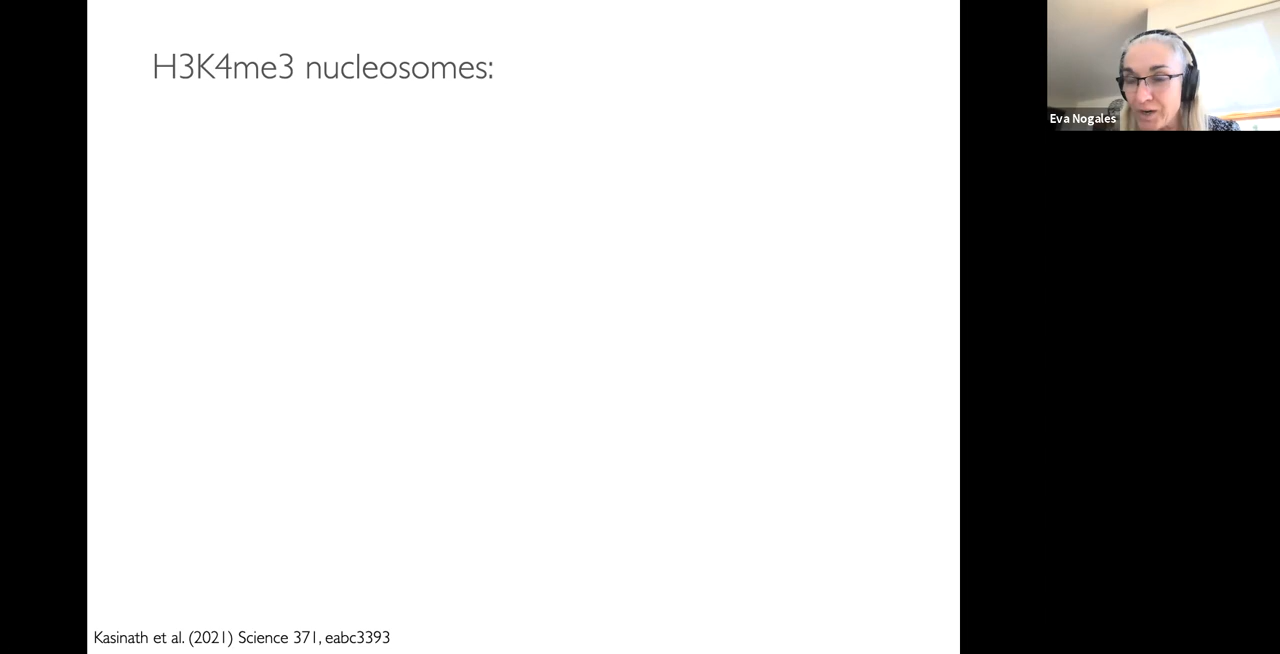 H3K4me3 nucleosomes:
Eva Nogales
Kasinath et al. (2021) Science 371, eabc3393